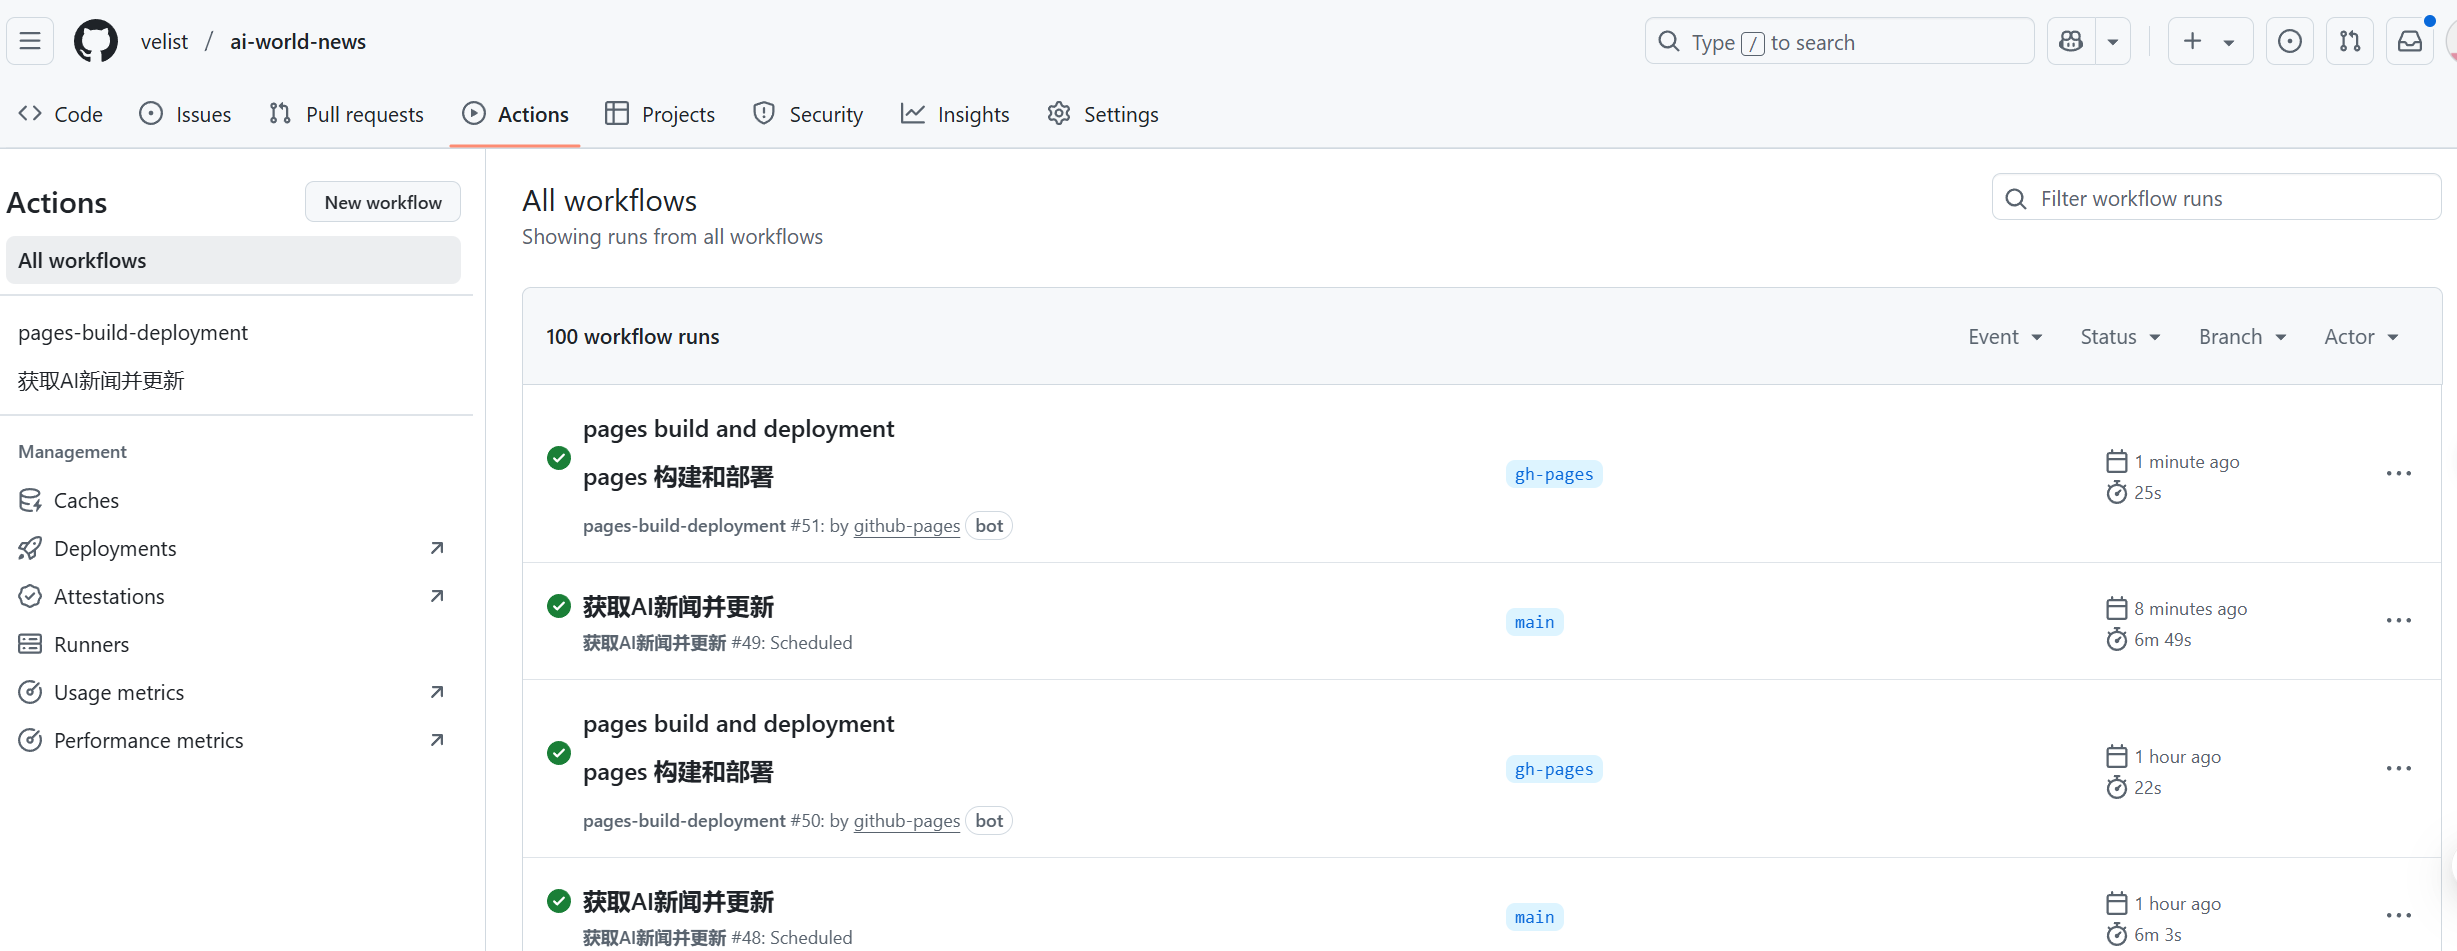 velist / ai-world-news
Type / to search
Code Issues Pull requests Actions Projects Security Insights Settings
Actions
New workflow
All workflows
pages-build-deployment
获取AI新闻并更新
Management
Caches
Deployments
Attestations
Runners
Usage metrics
Performance metrics
All workflows
Showing runs from all workflows
Filter workflow runs
100 workflow runs
Event Status Branch Actor
pages build and deployment
pages 构建和部署
pages-build-deployment #51: by github-pages bot
gh-pages
1 minute ago
25s
获取AI新闻并更新
获取AI新闻并更新 #49: Scheduled
main
8 minutes ago
6m 49s
pages build and deployment
pages 构建和部署
pages-build-deployment #50: by github-pages bot
gh-pages
1 hour ago
22s
获取AI新闻并更新
获取AI新闻并更新 #48: Scheduled
main
1 hour ago
6m 3s